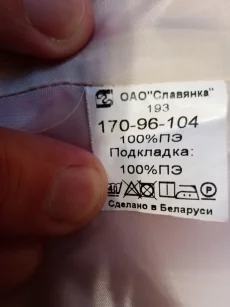 ОАО"Славянка"
193
170-96-104
100%ПЭ
Подкладка:
100%ПЭ
Сделано в Беларуси